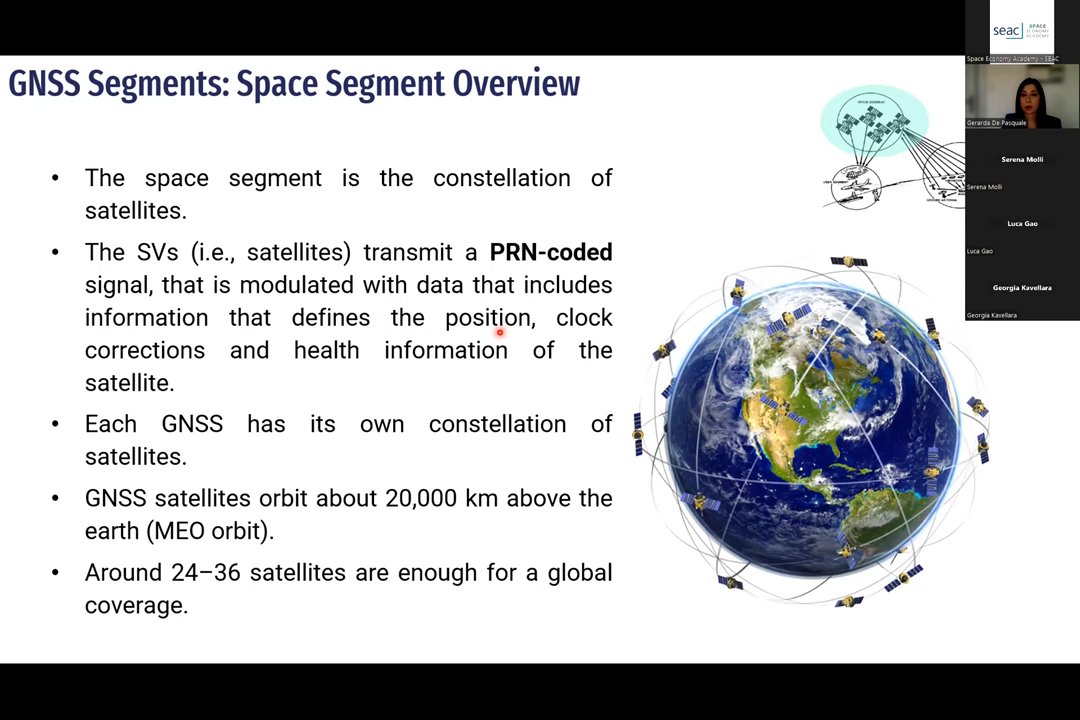 GNSS Segments: Space Segment Overview
• The space segment is the constellation of
satellites.
• The SVs (i.e., satellites) transmit a PRN-coded
signal, that is modulated with data that includes
information that defines the position, clock
corrections and health information of the
satellite.
• Each GNSS has its own constellation of
satellites.
• GNSS satellites orbit about 20,000 km above the
earth (MEO orbit).
• Around 24–36 satellites are enough for a global
coverage.
SPACE SEGMENT
seac
SPACE
ECONOMY
ACADEMY
Space Economy Academy - SEAC
Gerarda De Pasquale
Serena Molli
Serena Molli
Luca Gao
Luca Gao
Georgia Kavellara
Georgia Kavellara